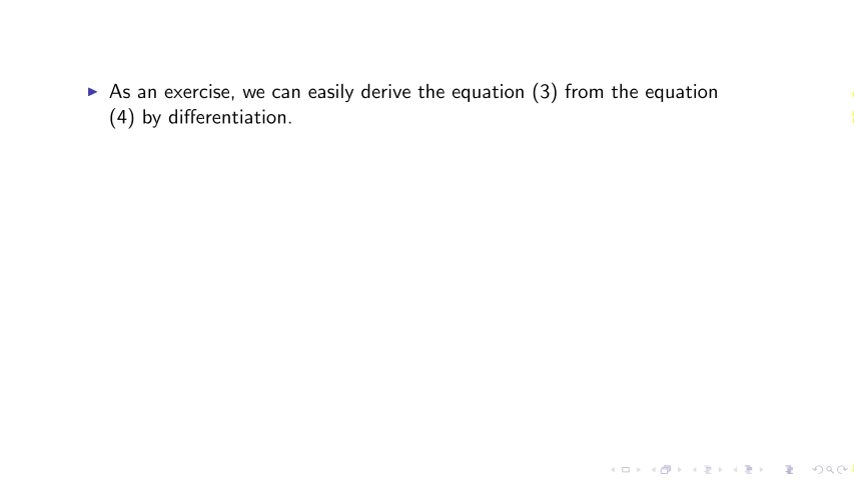 As an exercise, we can easily derive the equation (3) from the equation
(4) by differentiation.